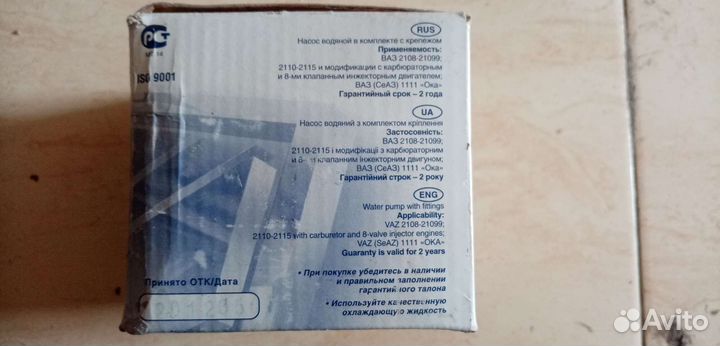 РСТ
МТ 14
ISO 9001
RUS
Насос водяной в комплекте с крепежом
Применяемость:
ВАЗ 2108-21099;
2110-2115 и модификации с карбюраторным
и 8-ми клапанным инжекторным двигателем;
ВАЗ (СеАЗ) 1111 «Ока»
Гарантийный срок – 2 года
UA
Насос водяний з комплектом кріплення
Застосовність:
ВАЗ 2108-21099;
2110-2115 і модифікації з карбюраторним
и 8-ми клапанним інжекторним двигуном;
ВАЗ (СеАЗ) 1111 «Ока»
Гарантійний строк – 2 року
ENG
Water pump with fittings
Applicability:
VAZ 2108-21099;
2110-2115 with carburetor and 8-valve injector engines;
VAZ (SeAZ) 1111 «OKA»
Guaranty is valid for 2 years
Принято ОТК/Дата
• При покупке убедитесь в наличии
и правильном заполнении
гарантийного талона
• Используйте качественную
охлаждающую жидкость
Avito